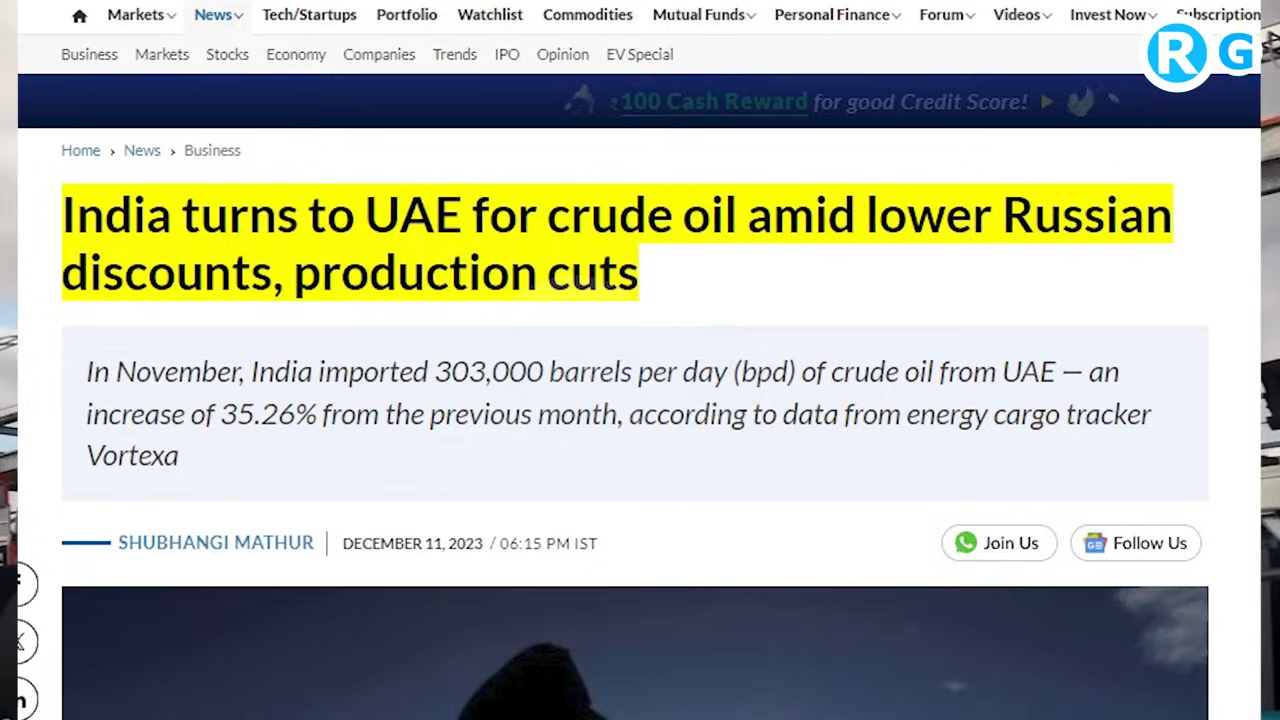 Markets News Tech/Startups Portfolio Watchlist Commodities Mutual Funds Personal Finance Forum Videos Invest Now Subscription
Business Markets Stocks Economy Companies Trends IPO Opinion EV Special
R G
₹100 Cash Reward for good Credit Score!
Home › News › Business
India turns to UAE for crude oil amid lower Russian
discounts, production cuts
In November, India imported 303,000 barrels per day (bpd) of crude oil from UAE — an
increase of 35.26% from the previous month, according to data from energy cargo tracker
Vortexa
SHUBHANGI MATHUR | DECEMBER 11, 2023 / 06:15 PM IST
Join Us Follow Us